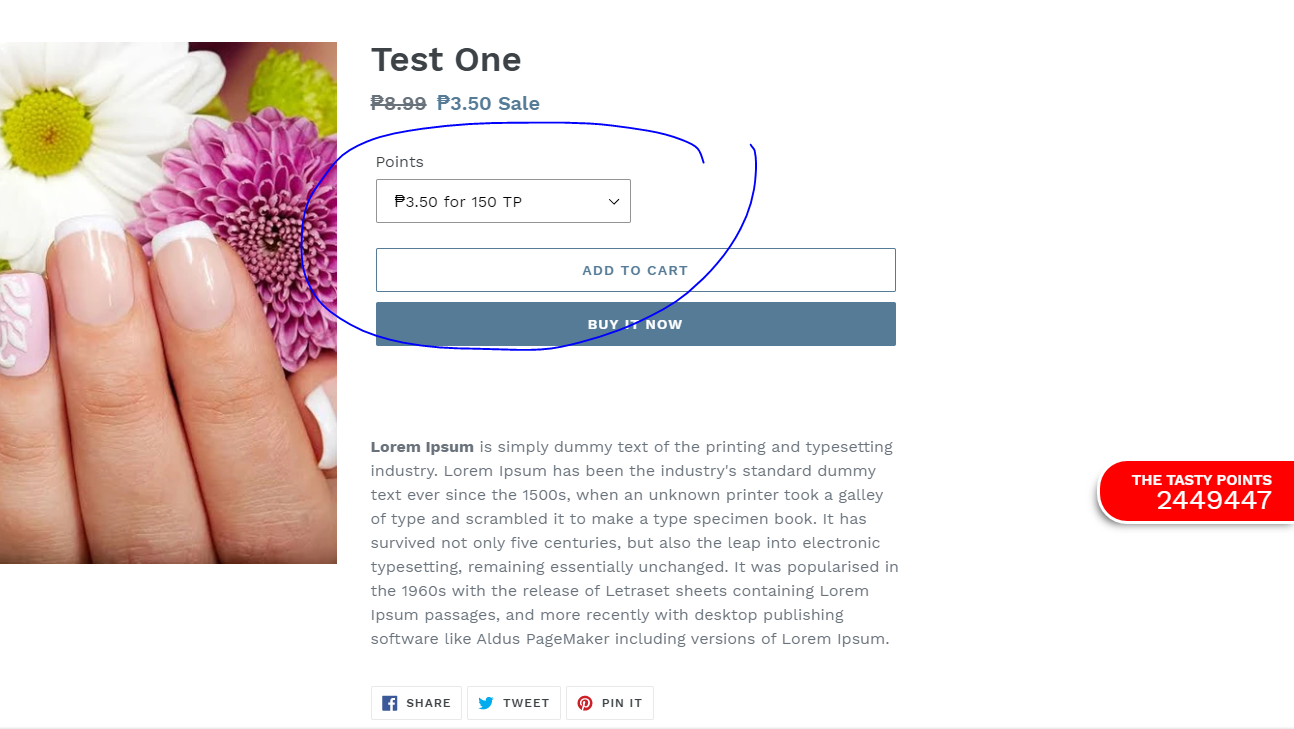 Test One
₱8.99 ₱3.50 Sale
Points
₱3.50 for 150 TP
ADD TO CART
BUY IT NOW
Lorem Ipsum is simply dummy text of the printing and typesetting
industry. Lorem Ipsum has been the industry's standard dummy
text ever since the 1500s, when an unknown printer took a galley
of type and scrambled it to make a type specimen book. It has
survived not only five centuries, but also the leap into electronic
typesetting, remaining essentially unchanged. It was popularised in
the 1960s with the release of Letraset sheets containing Lorem
Ipsum passages, and more recently with desktop publishing
software like Aldus PageMaker including versions of Lorem Ipsum.
THE TASTY POINTS
2449447
SHARE TWEET PIN IT